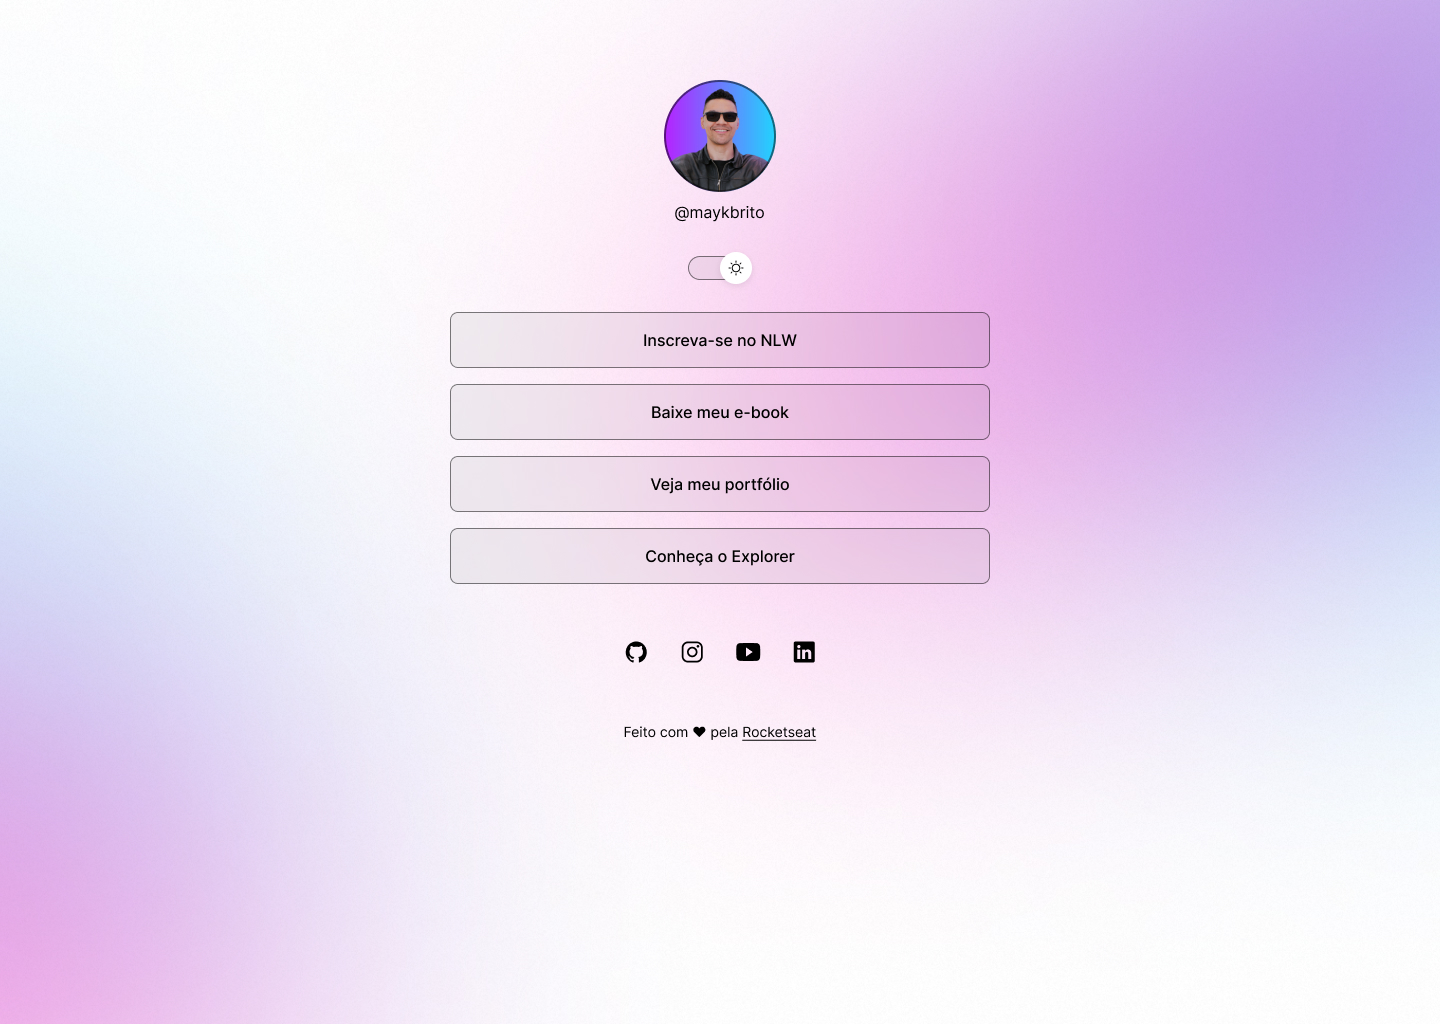 @maykbrito
Inscreva-se no NLW
Baixe meu e-book
Veja meu portfólio
Conheça o Explorer
Feito com ♥ pela Rocketseat